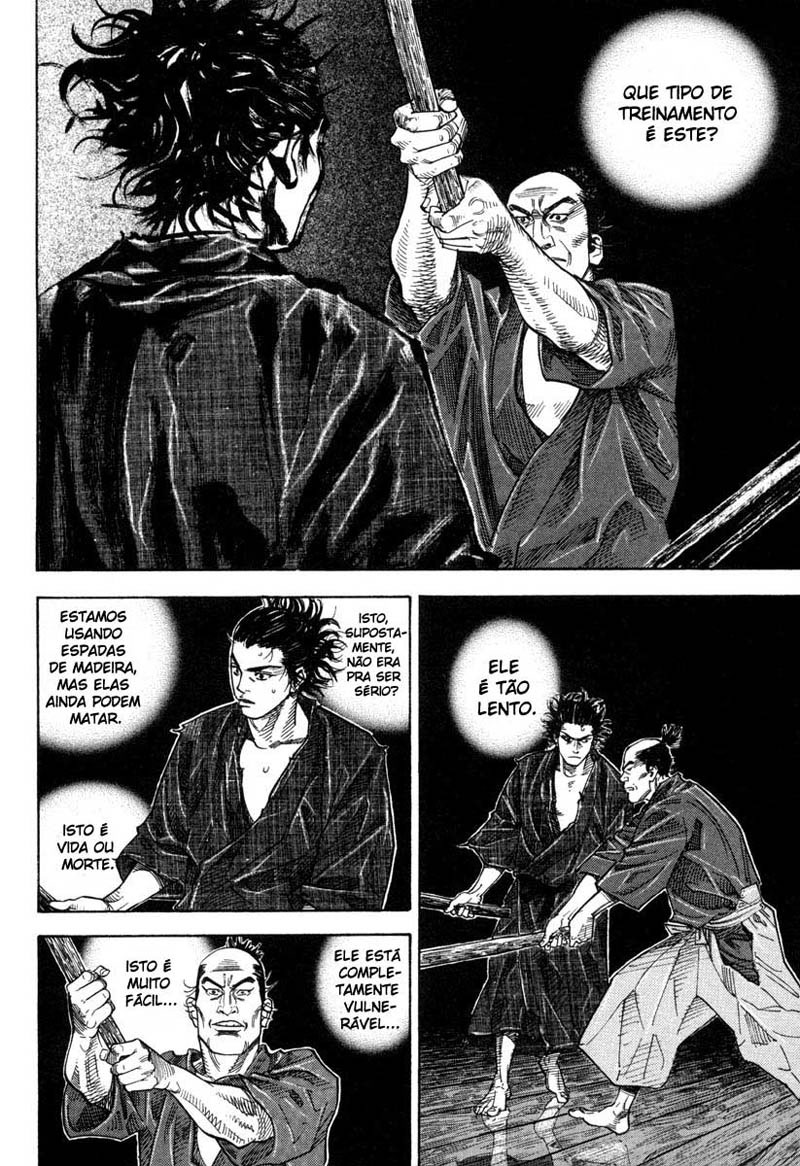 QUE TIPO DE
TREINAMENTO
É ESTE?
ELE
É TÃO
LENTO.
ISTO,
SUPOSTA-
MENTE,
NÃO ERA
PRA SER
SÉRIO?
ESTAMOS
USANDO
ESPADAS
DE MADEIRA,
MAS ELAS
AINDA PODEM
MATAR.
ISTO É
VIDA OU
MORTE.
ELE ESTÁ
COMPLE-
TAMENTE
VULNE-
RÁVEL...
ISTO É
MUITO
FÁCIL...